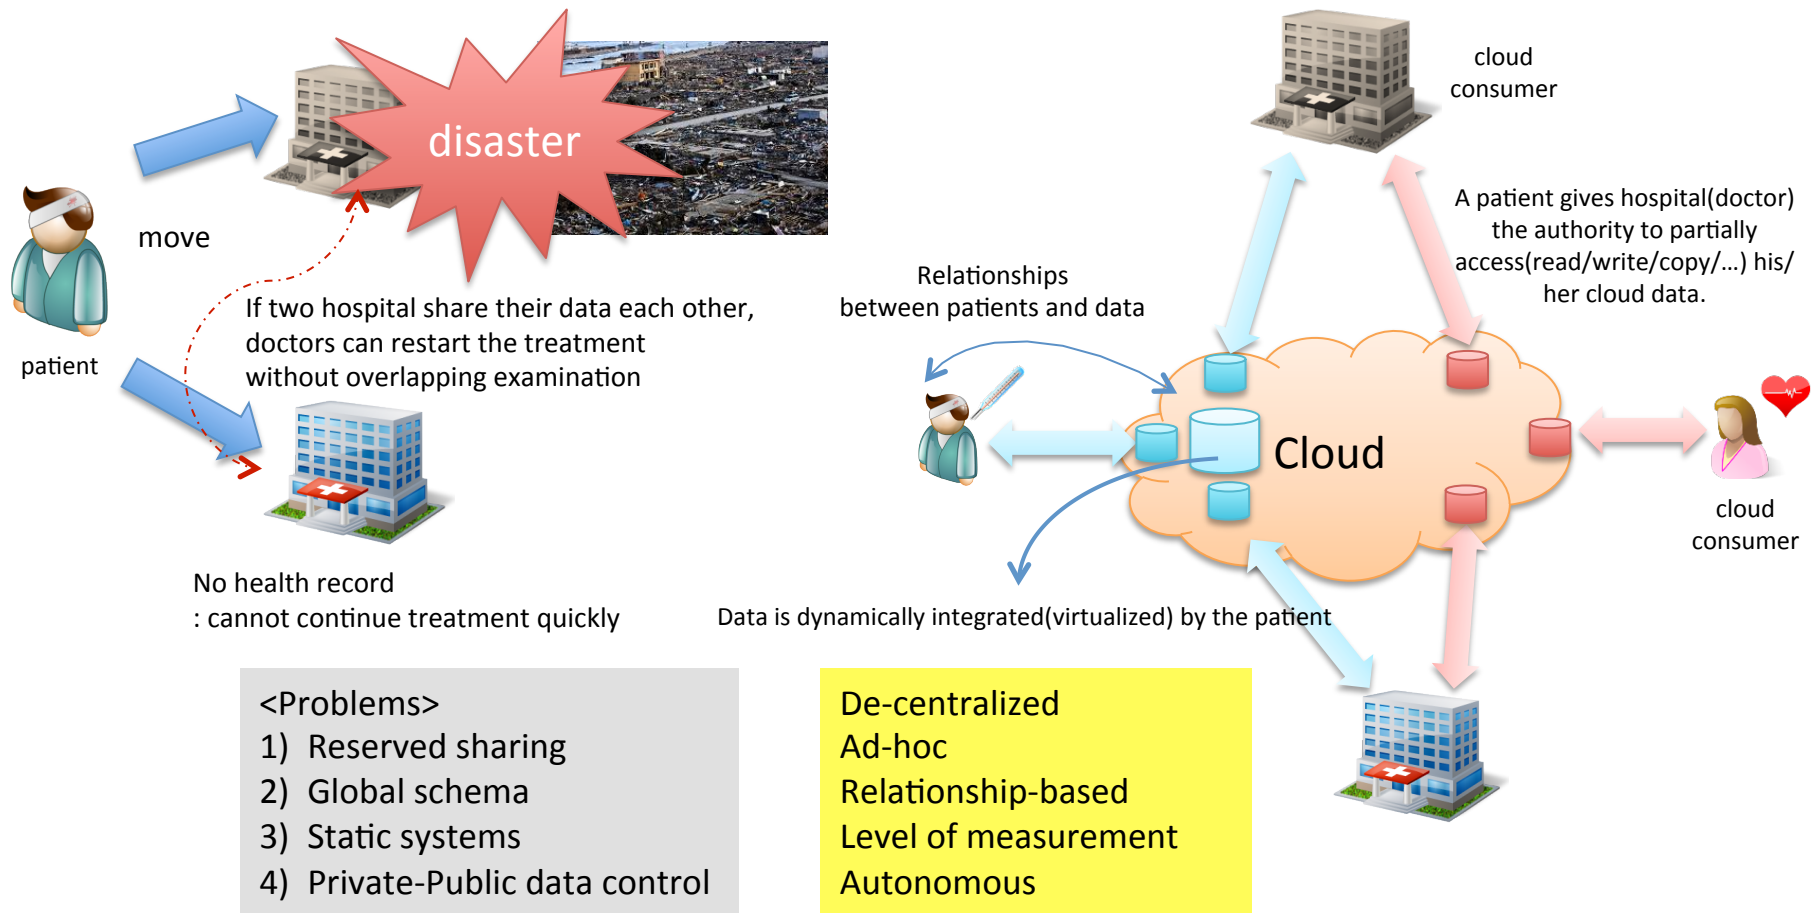 disaster
move
patient
If two hospital share their data each other,
doctors can restart the treatment
without overlapping examination
No health record
: cannot continue treatment quickly
<Problems>
1) Reserved sharing
2) Global schema
3) Static systems
4) Private-Public data control
cloud
consumer
A patient gives hospital(doctor)
the authority to partially
access(read/write/copy/...) his/
her cloud data.
Relationships
between patients and data
Cloud
cloud
consumer
Data is dynamically integrated(virtualized) by the patient
De-centralized
Ad-hoc
Relationship-based
Level of measurement
Autonomous